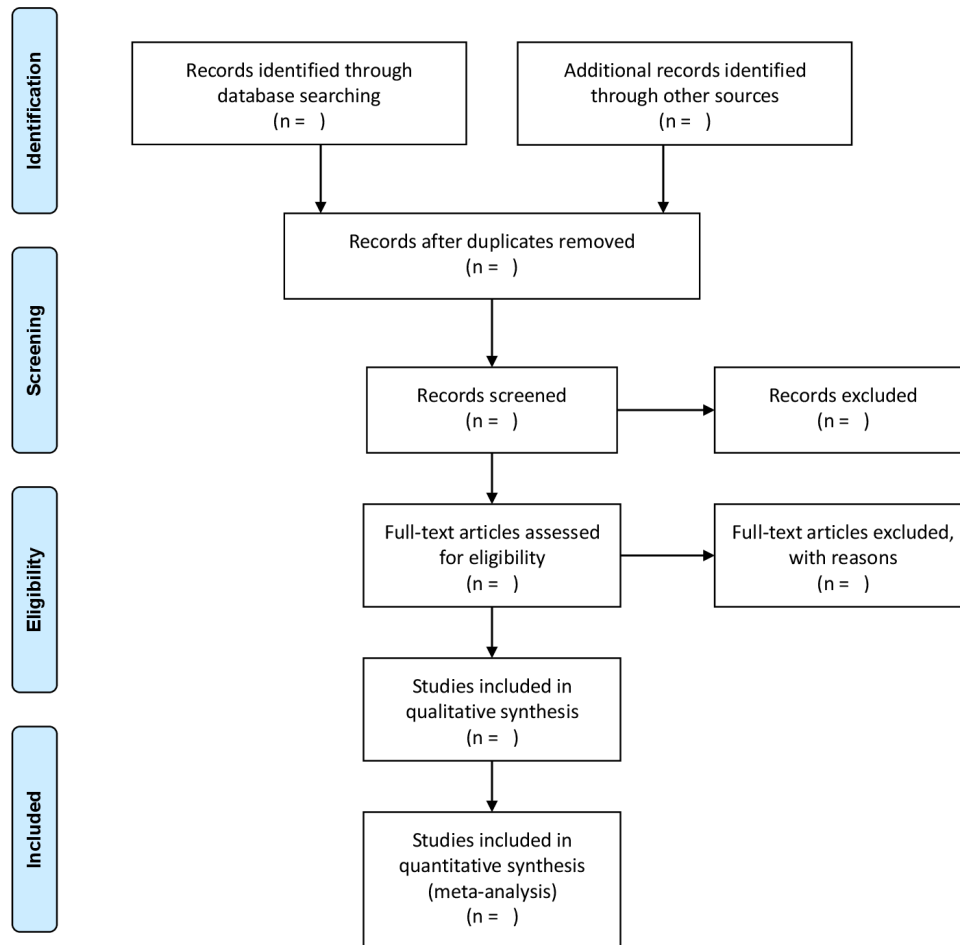 Identification
Records identified through
database searching
(n =   )
Additional records identified
through other sources
(n =   )
Records after duplicates removed
(n =   )
Screening
Records screened
(n =   )
Records excluded
(n =   )
Eligibility
Full-text articles assessed
for eligibility
(n =   )
Full-text articles excluded,
with reasons
(n =   )
Studies included in
qualitative synthesis
(n =   )
Included
Studies included in
quantitative synthesis
(meta-analysis)
(n =   )